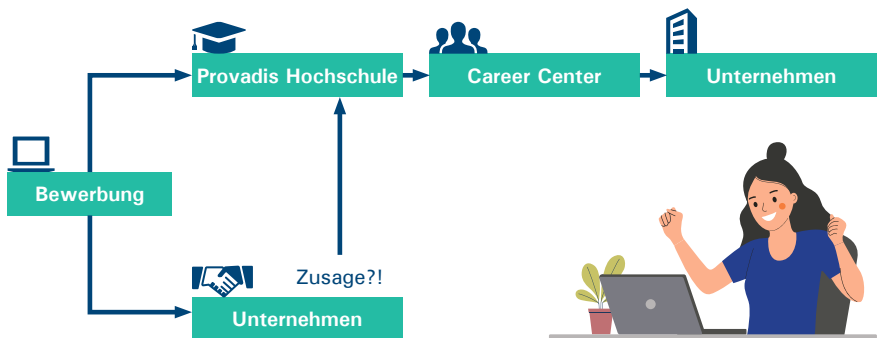 Provadis Hochschule
Career Center
Unternehmen
Bewerbung
Zusage?!
Unternehmen